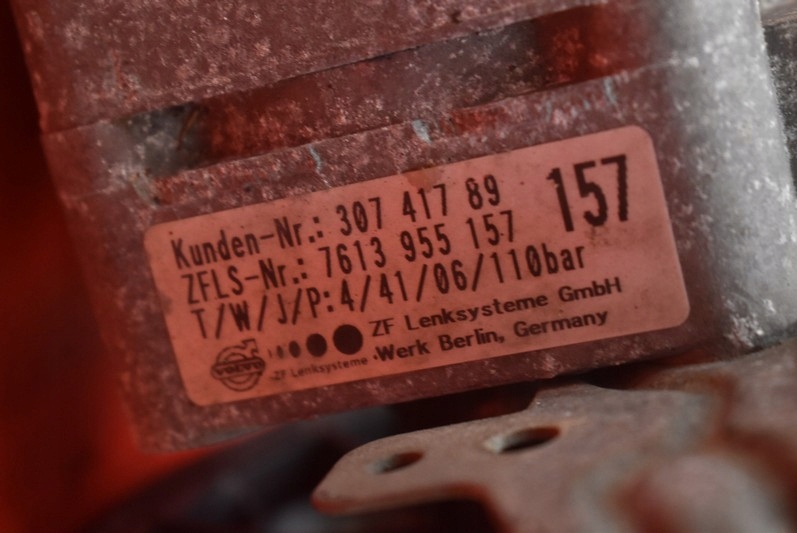 Kunden-Nr.: 307 417 89
157
ZFLS-Nr.: 7613 955 157
T/W/J/P:4/41/06/110bar
VOLVO
ZF Lenksysteme
ZF Lenksysteme GmbH
Werk Berlin, Germany